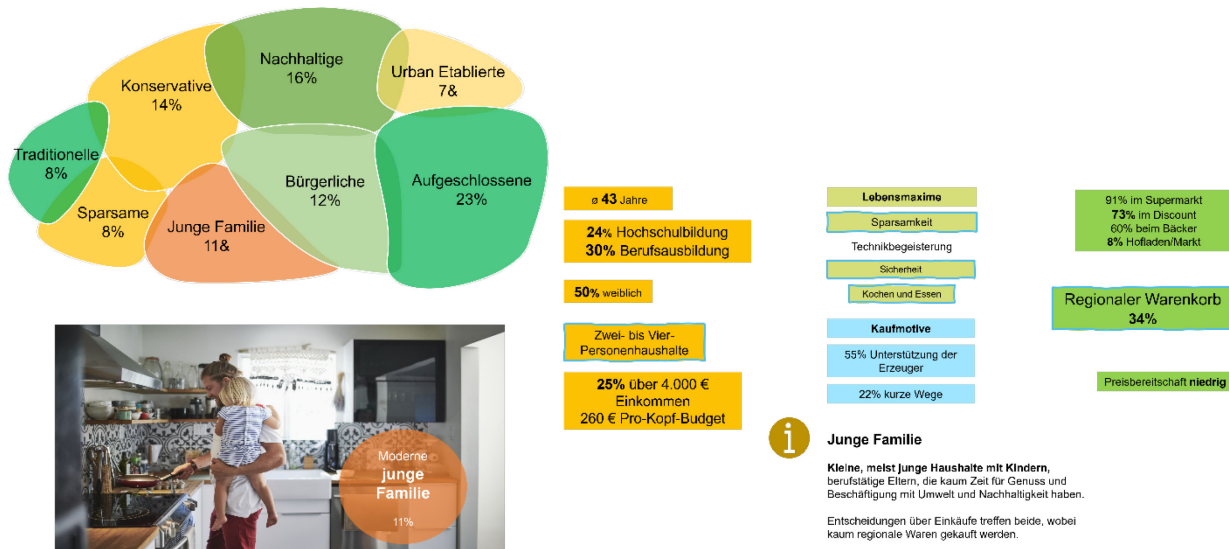 Nachhaltige
16%
Urban Etablierte
7&
Konservative
14%
Traditionelle
8%
Bürgerliche
12%
Aufgeschlossene
23%
Sparsame
8%
Junge Familie
11&
Moderne
junge
Familie
11%
ø 43 Jahre
24% Hochschulbildung
30% Berufsausbildung
50% weiblich
Zwei- bis Vier-
Personenhaushalte
25% über 4.000 €
Einkommen
260 € Pro-Kopf-Budget
Lebensmaxime
Sparsamkeit
Technikbegeisterung
Sicherheit
Kochen und Essen
Kaufmotive
55% Unterstützung der
Erzeuger
22% kurze Wege
91% im Supermarkt
73% im Discount
60% beim Bäcker
8% Hofladen/Markt
Regionaler Warenkorb
34%
Preisbereitschaft niedrig
i
Junge Familie
Kleine, meist junge Haushalte mit Kindern,
berufstätige Eltern, die kaum Zeit für Genuss und
Beschäftigung mit Umwelt und Nachhaltigkeit haben.
Entscheidungen über Einkäufe treffen beide, wobei
kaum regionale Waren gekauft werden.